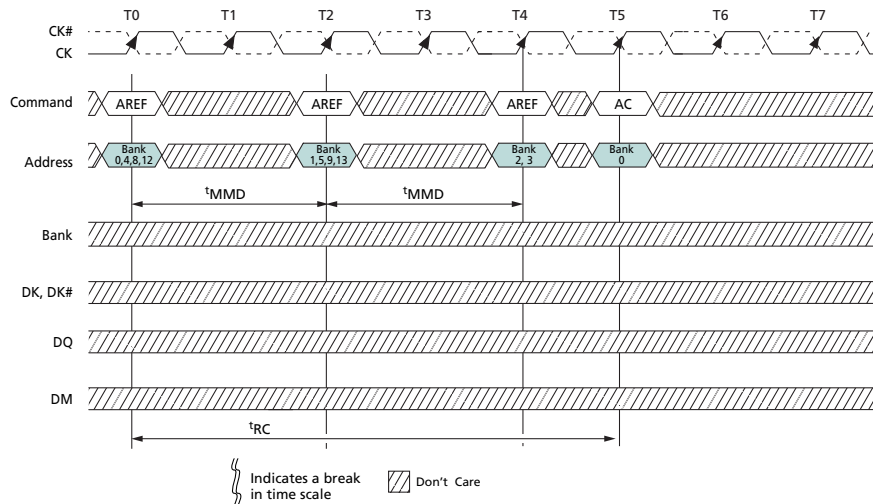 T0 T1 T2 T3 T4 T5 T6 T7
CK#
CK
Command AREF AREF AREF AC
Address Bank 0,4,8,12 Bank 1,5,9,13 Bank 2, 3 Bank 0
tMMD tMMD
Bank
DK, DK#
DQ
DM
tRC
Indicates a break
in time scale
Don't Care